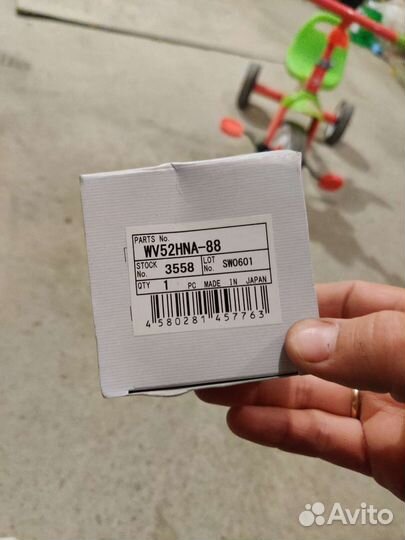 PARTS No.
WV52HNA-88
STOCK No. 3558 LOT No. SW0601
QTY 1 PC MADE IN JAPAN
4 580281 457763
Avito